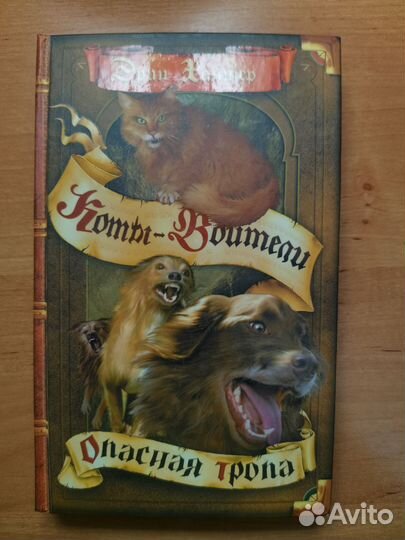 Эрин Хантер
Коты-Воители
Опасная тропа
Avito